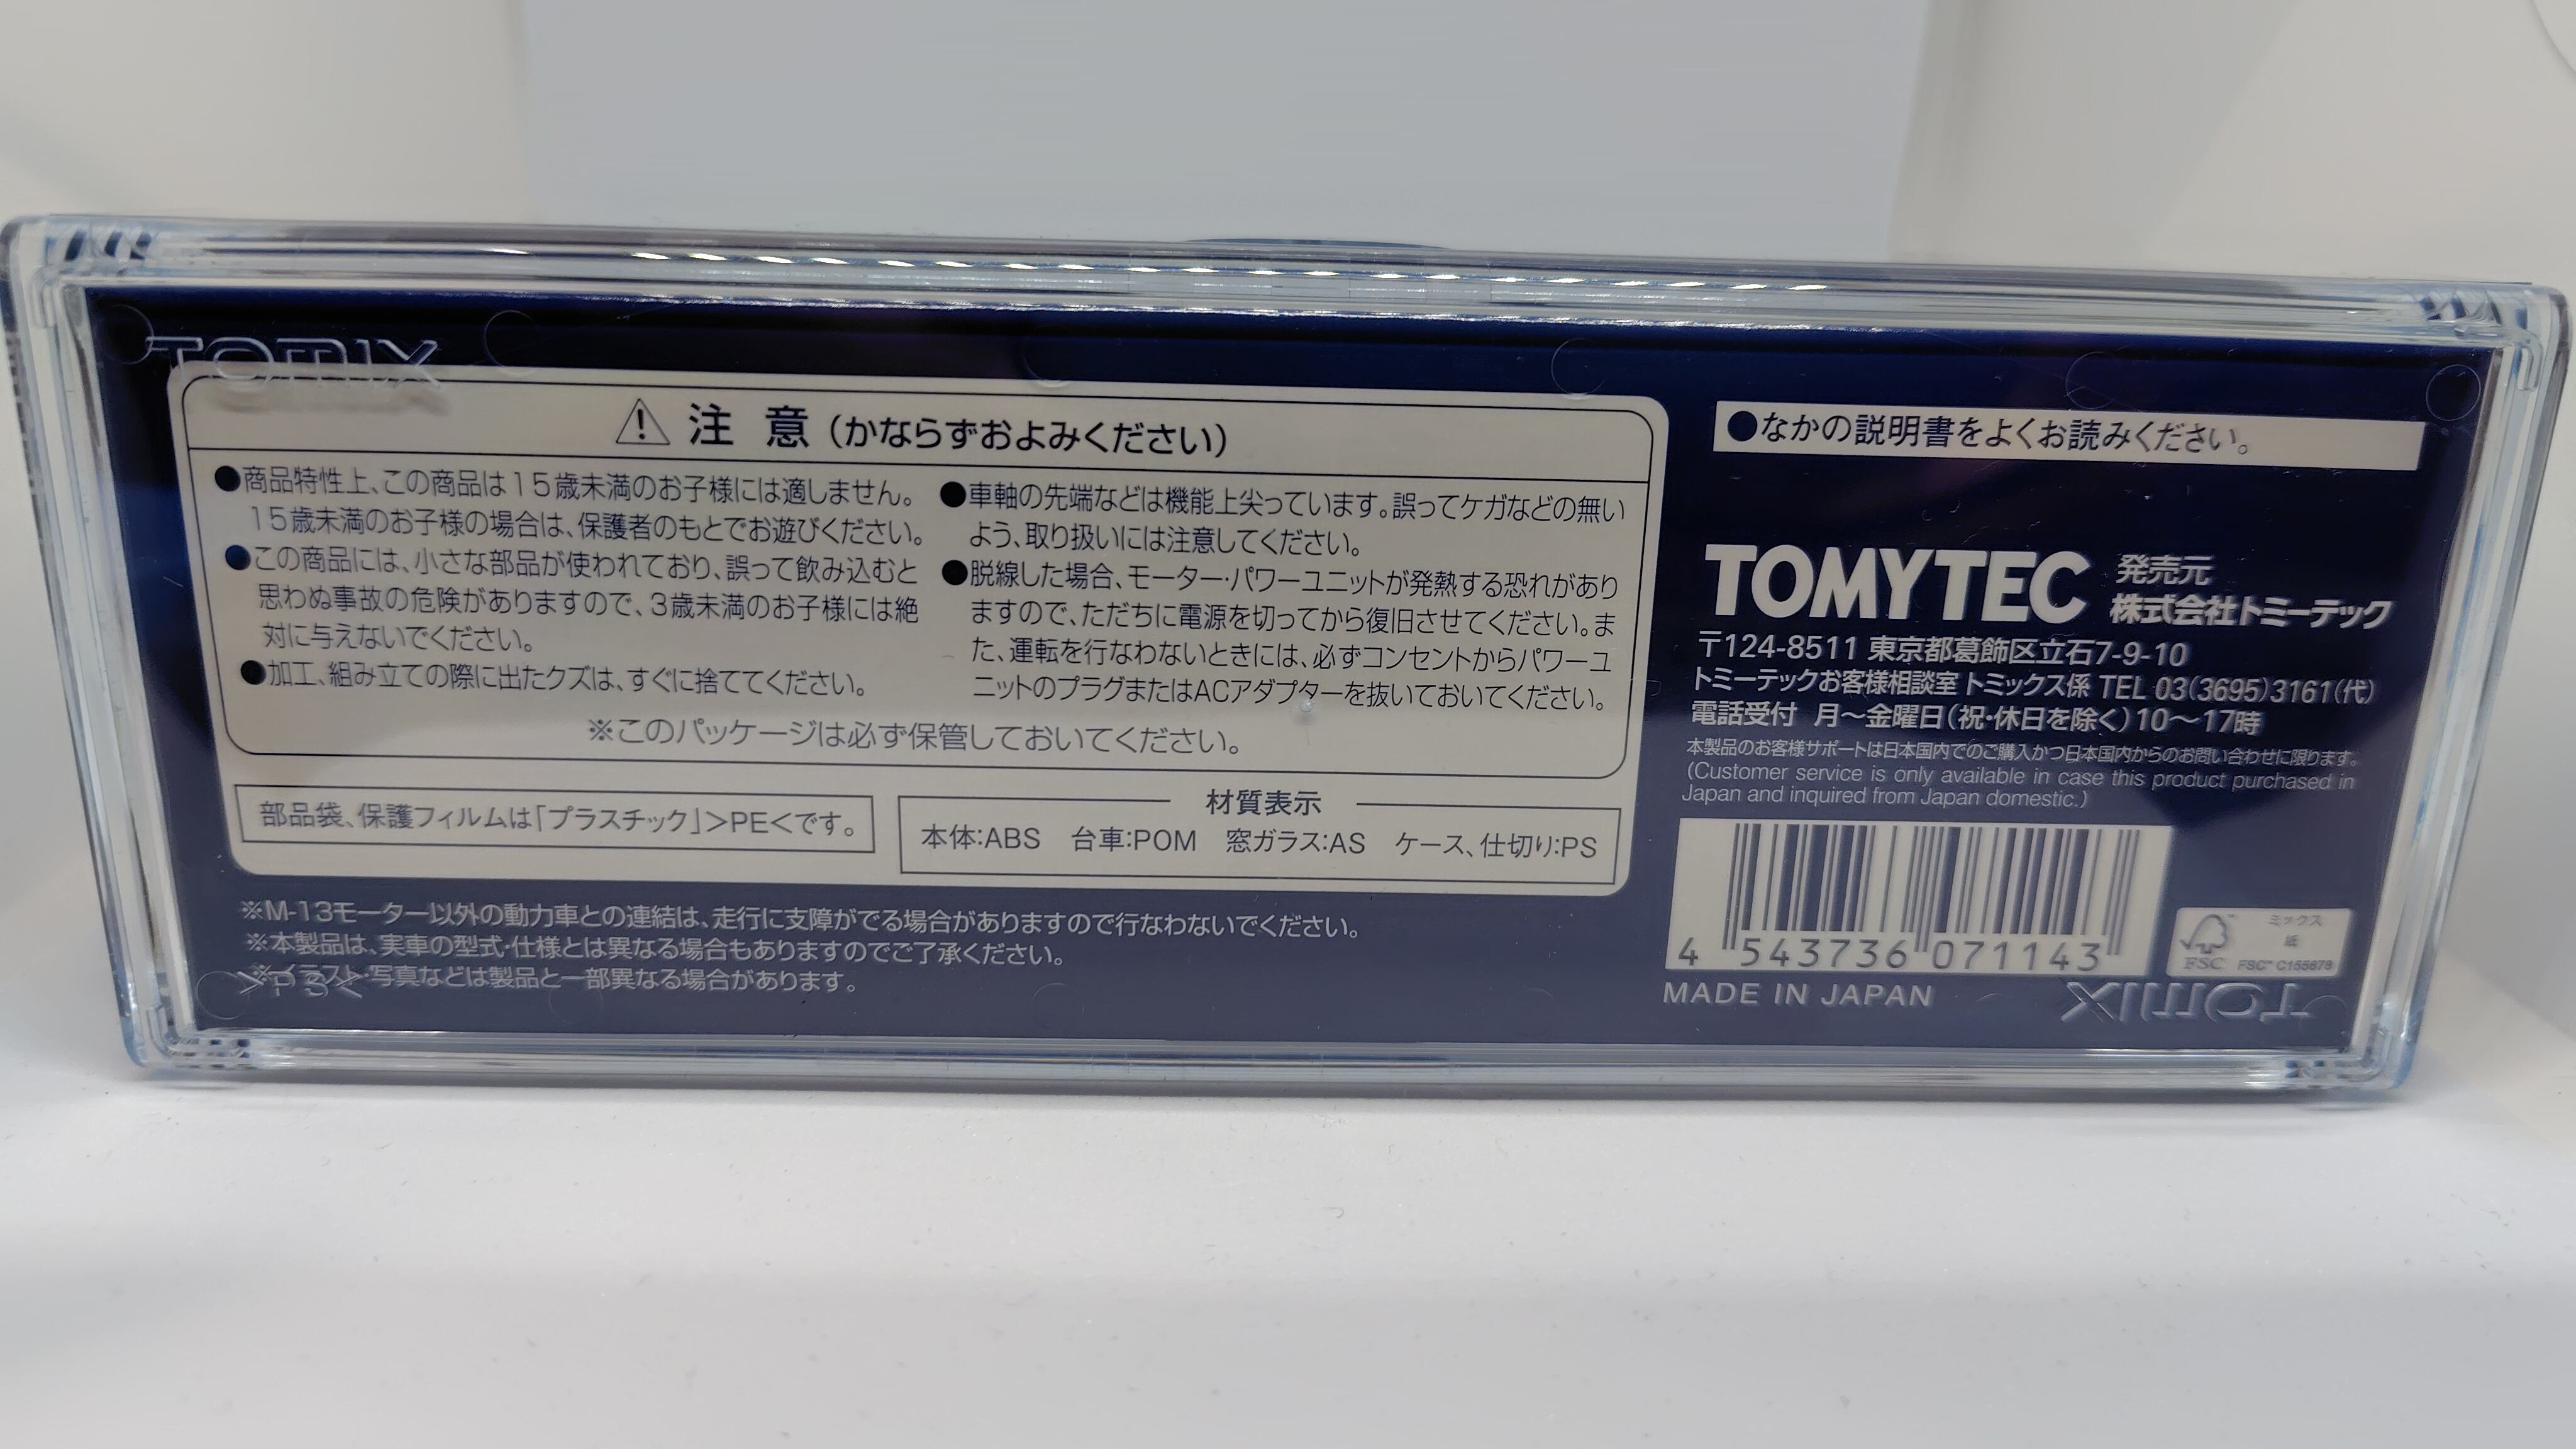 TOMIX
注意(かならずおよみください)
●商品特性上、この商品は15歳未満のお子様には適しません。
15歳未満のお子様の場合は、保護者のもとでお遊びください。
●この商品には、小さな部品が使われており、誤って飲み込むと
思わぬ事故の危険がありますので、3歳未満のお子様には絶
対に与えないでください。
●加工、組み立ての際に出たクズは、すぐに捨ててください。
●車軸の先端などは機能上尖っています。誤ってケガなどの無い
よう、取り扱いには注意してください。
●脱線した場合、モーター・パワーユニットが発熱する恐れがあり
ますので、ただちに電源を切ってから復旧させてください。ま
た、運転を行なわないときには、必ずコンセントからパワーユ
ニットのプラグまたはACアダプターを抜いておいてください。
※このパッケージは必ず保管しておいてください。
部品袋、保護フィルムは「プラスチック」>PE<です。
材質表示
本体:ABS 台車:POM 窓ガラス:AS ケース、仕切り:PS
※M-13モーター以外の動力車との連結は、走行に支障がでる場合がありますので行なわないでください。
※本製品は、実車の型式・仕様とは異なる場合もありますのでご了承ください。
※イラスト・写真などは製品と一部異なる場合があります。
>PS<
●なかの説明書をよくお読みください。
TOMYTEC 発売元
株式会社トミーテック
〒124-8511 東京都葛飾区立石7-9-10
トミーテックお客様相談室 トミックス係 TEL 03(3695)3161(代)
電話受付 月〜金曜日(祝・休日を除く)10〜17時
本製品のお客様サポートは日本国内でのご購入かつ日本国内からのお問い合わせに限ります。
(Customer service is only available in case this product purchased in
Japan and inquired from Japan domestic.)
4 543736 071143
MADE IN JAPAN
ミックス
紙
FSC FSC™ C155678
TOMIX